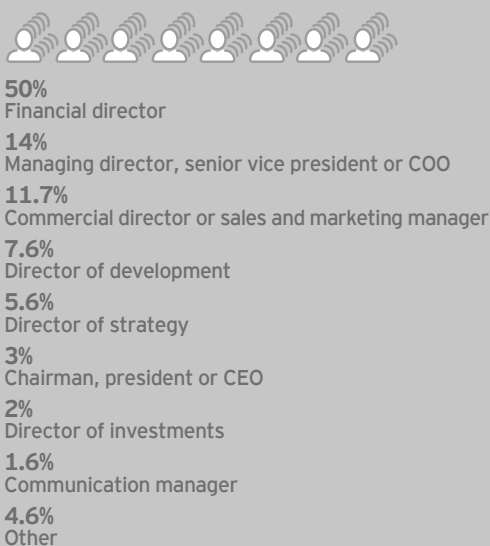 50%
Financial director
14%
Managing director, senior vice president or COO
11.7%
Commercial director or sales and marketing manager
7.6%
Director of development
5.6%
Director of strategy
3%
Chairman, president or CEO
2%
Director of investments
1.6%
Communication manager
4.6%
Other